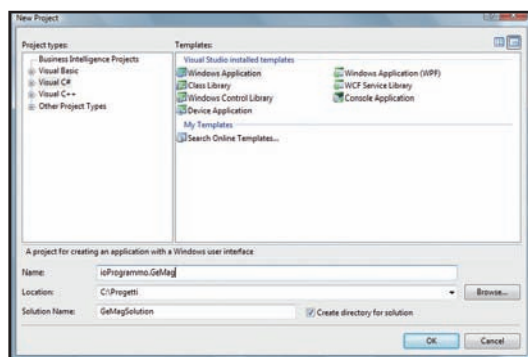 New Project
Project types:
Business Intelligence Projects
Visual Basic
Visual C#
Visual C++
Other Project Types
Templates:
Visual Studio installed templates
Windows Application
Windows Application (WPF)
Class Library
WCF Service Library
Windows Control Library
Console Application
Device Application
My Templates
Search Online Templates...
A project for creating an application with a Windows user interface
Name:
ioProgrammo.GeMag
Location:
C:\Progetti
Browse...
Solution Name:
GeMagSolution
Create directory for solution
OK
Cancel